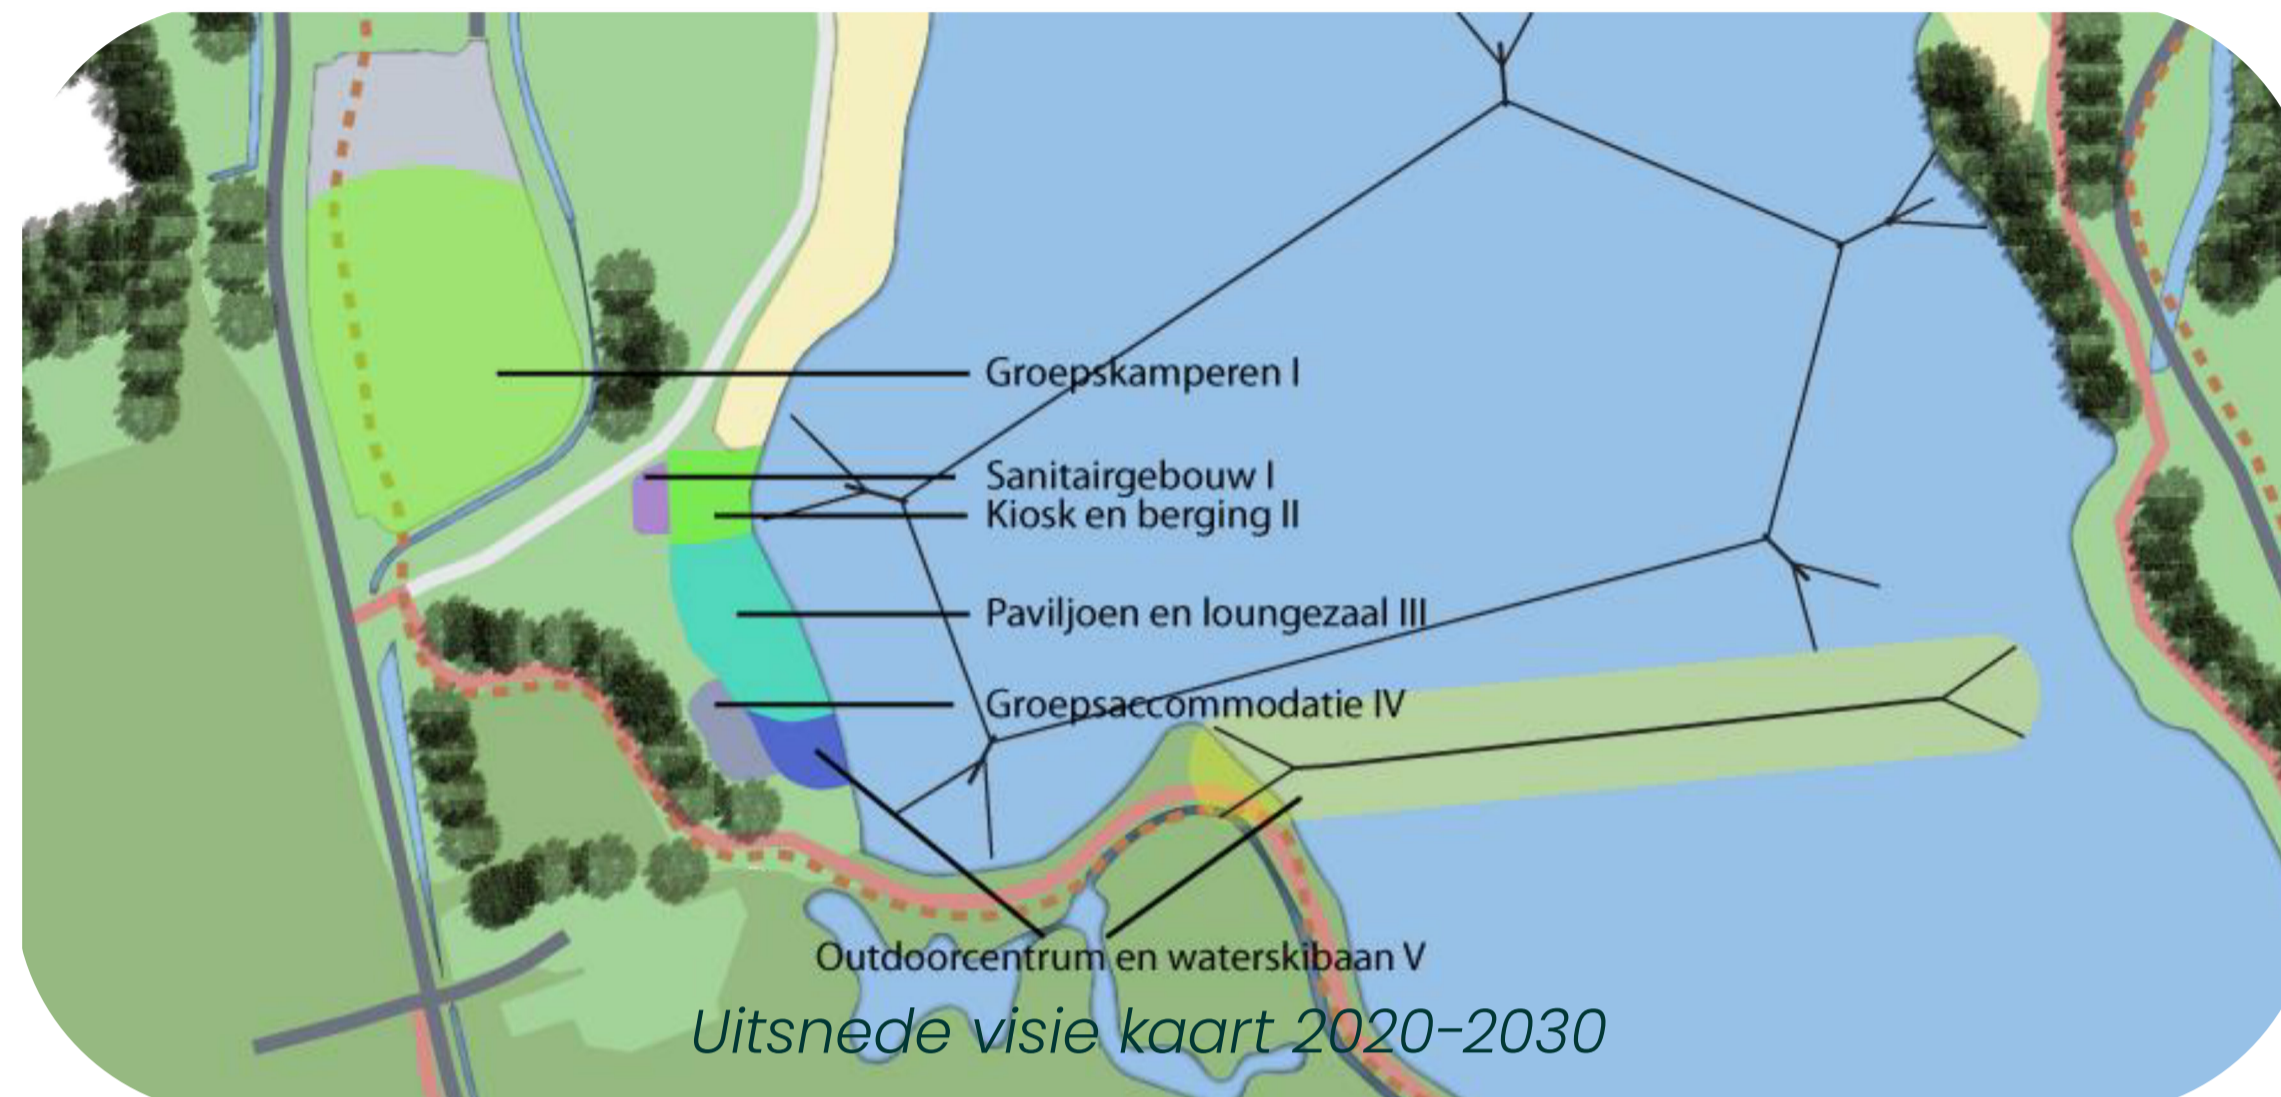 Groepskamperen I
Sanitairgebouw I
Kiosk en berging II
Paviljoen en loungezaal III
Groepsaccommodatie IV
Outdoorcentrum en waterskibaan V
Uitsnede visie kaart 2020-2030